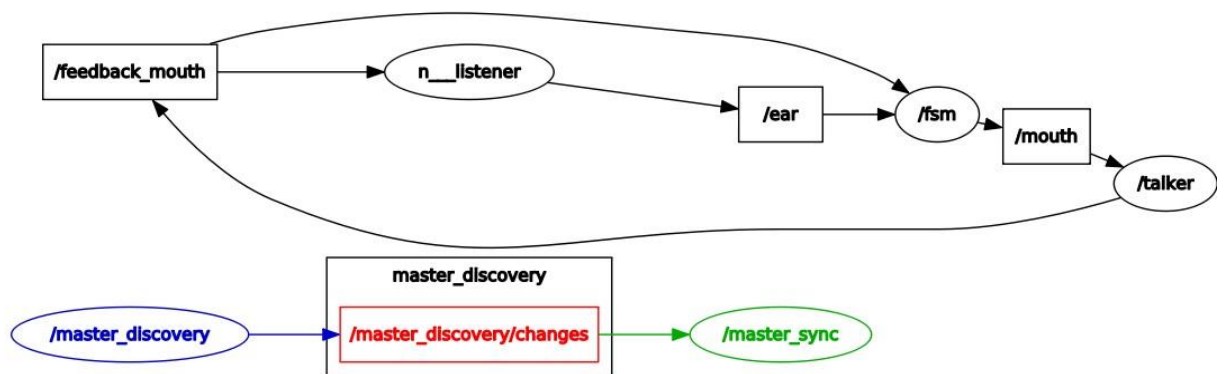 /feedback_mouth
n___listener
/ear
/fsm
/mouth
/talker
master_discovery
/master_discovery
/master_discovery/changes
/master_sync